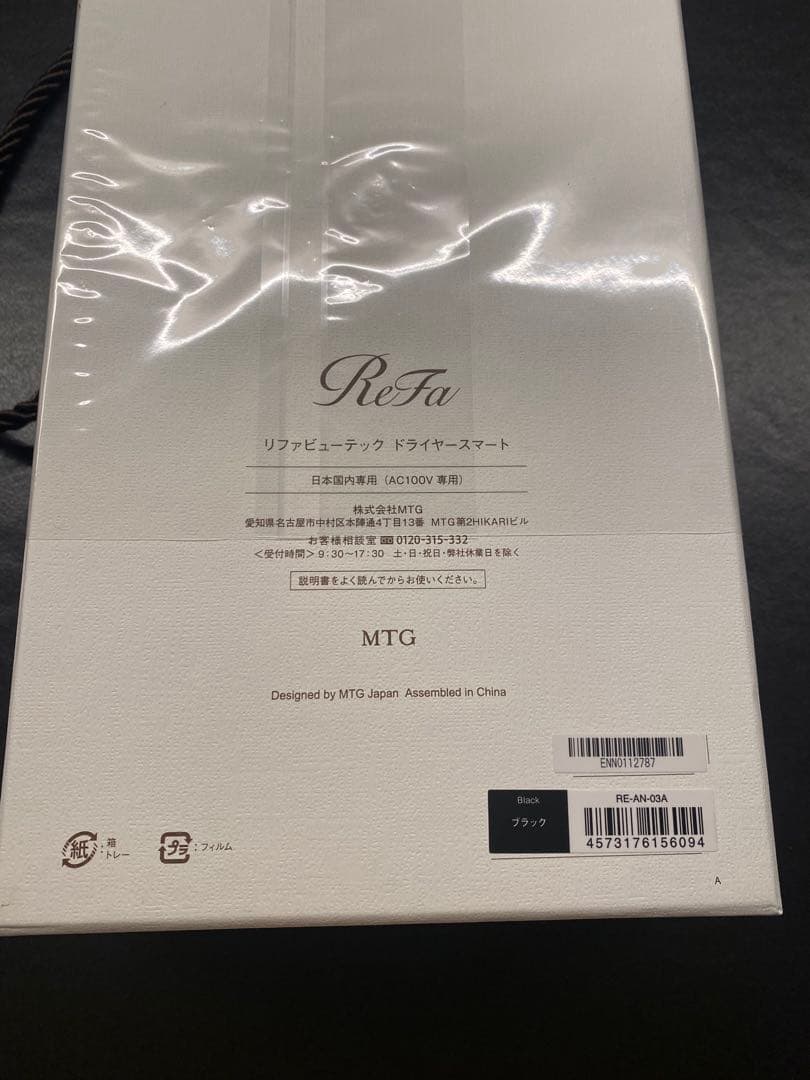 ReFa
リファビューテック ドライヤースマート
日本国内専用(AC100V 専用)
株式会社MTG
愛知県名古屋市中村区本陣通4丁目13番 MTG第2HIKARIビル
お客様相談室 0120-315-332
<受付時間> 9:30～17:30 土・日・祝日・弊社休業日を除く
説明書をよく読んでからお使いください。
MTG
Designed by MTG Japan Assembled in China
ENN0112787
Black
ブラック
RE-AN-03A
4573176156094
紙:箱
トレー
プラ:フィルム
A